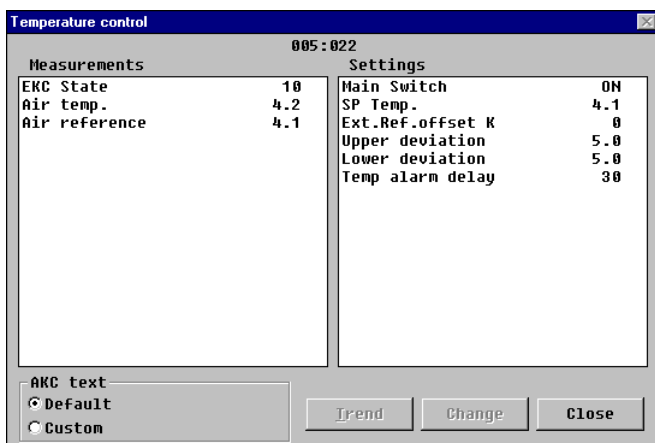 Temperature control
005:022
Measurements
EKC State 10
Air temp. 4.2
Air reference 4.1
Settings
Main Switch ON
SP Temp. 4.1
Ext.Ref.offset K 0
Upper deviation 5.0
Lower deviation 5.0
Temp alarm delay 30
AKC text
Default
Custom
Trend
Change
Close